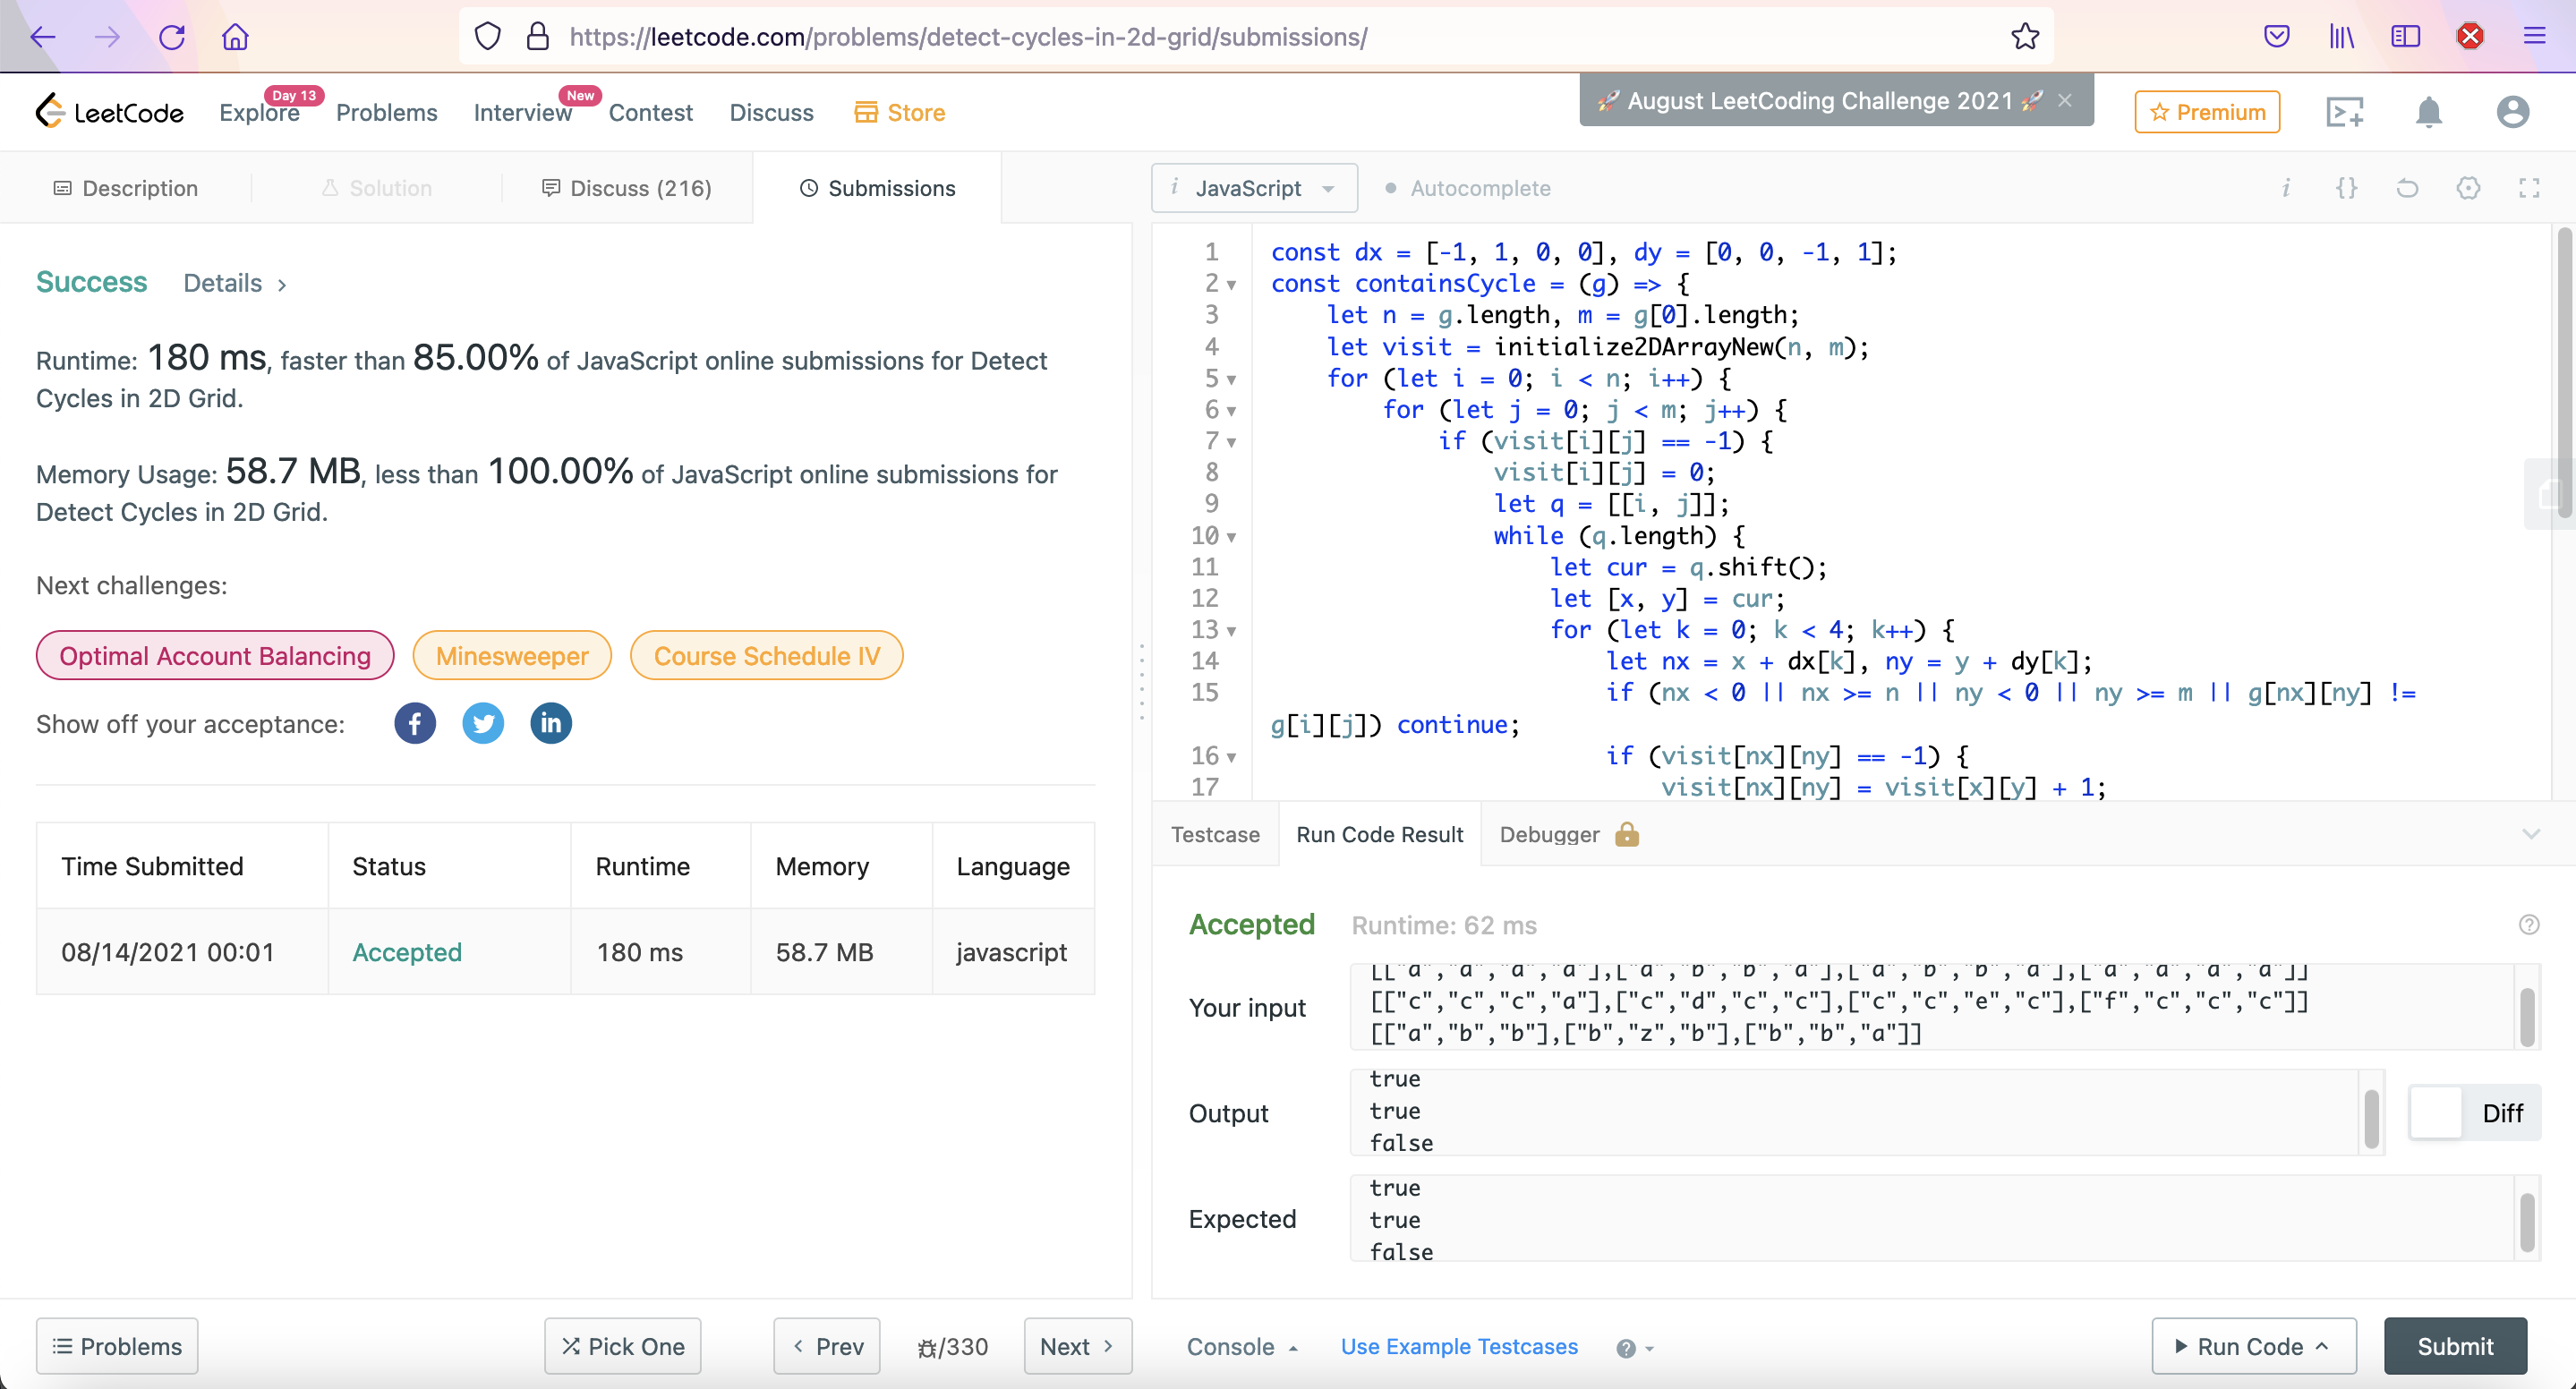 https://leetcode.com/problems/detect-cycles-in-2d-grid/submissions/
LeetCode
Explore
Day 13
Problems
Interview
New
Contest
Discuss
Store
🚀 August LeetCoding Challenge 2021 🚀 ×
Premium
Description
Solution
Discuss (216)
Submissions
i JavaScript
Autocomplete
i {}
Success Details >
Runtime: 180 ms, faster than 85.00% of JavaScript online submissions for Detect
Cycles in 2D Grid.
Memory Usage: 58.7 MB, less than 100.00% of JavaScript online submissions for
Detect Cycles in 2D Grid.
Next challenges:
Optimal Account Balancing
Minesweeper
Course Schedule IV
Show off your acceptance:
f
in
Time Submitted Status Runtime Memory Language
08/14/2021 00:01 Accepted 180 ms 58.7 MB javascript
1 const dx = [-1, 1, 0, 0], dy = [0, 0, -1, 1];
2 const containsCycle = (g) => {
3 let n = g.length, m = g[0].length;
4 let visit = initialize2DArrayNew(n, m);
5 for (let i = 0; i < n; i++) {
6 for (let j = 0; j < m; j++) {
7 if (visit[i][j] == -1) {
8 visit[i][j] = 0;
9 let q = [[i, j]];
10 while (q.length) {
11 let cur = q.shift();
12 let [x, y] = cur;
13 for (let k = 0; k < 4; k++) {
14 let nx = x + dx[k], ny = y + dy[k];
15 if (nx < 0 || nx >= n || ny < 0 || ny >= m || g[nx][ny] !=
g[i][j]) continue;
16 if (visit[nx][ny] == -1) {
17 visit[nx][ny] = visit[x][y] + 1;
Testcase
Run Code Result
Debugger
Accepted Runtime: 62 ms
Your input
[["a","a","a","a"],["a","b","b","a"],["a","b","b","a"],["a","a","a","a"]]
[["c","c","c","a"],["c","d","c","c"],["c","c","e","c"],["f","c","c","c"]]
[["a","b","b"],["b","z","b"],["b","b","a"]]
Output
true
true
false
Diff
Expected
true
true
false
Problems
Pick One
< Prev
/330
Next >
Console
Use Example Testcases
?
Run Code
Submit